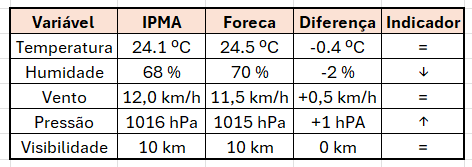 Variável IPMA Foreca Diferença Indicador
Temperatura 24.1 ºC 24.5 ºC -0.4 ºC =
Humidade 68 % 70 % -2 % ↓
Vento 12,0 km/h 11,5 km/h +0,5 km/h =
Pressão 1016 hPa 1015 hPa +1 hPA ↑
Visibilidade 10 km 10 km 0 km =